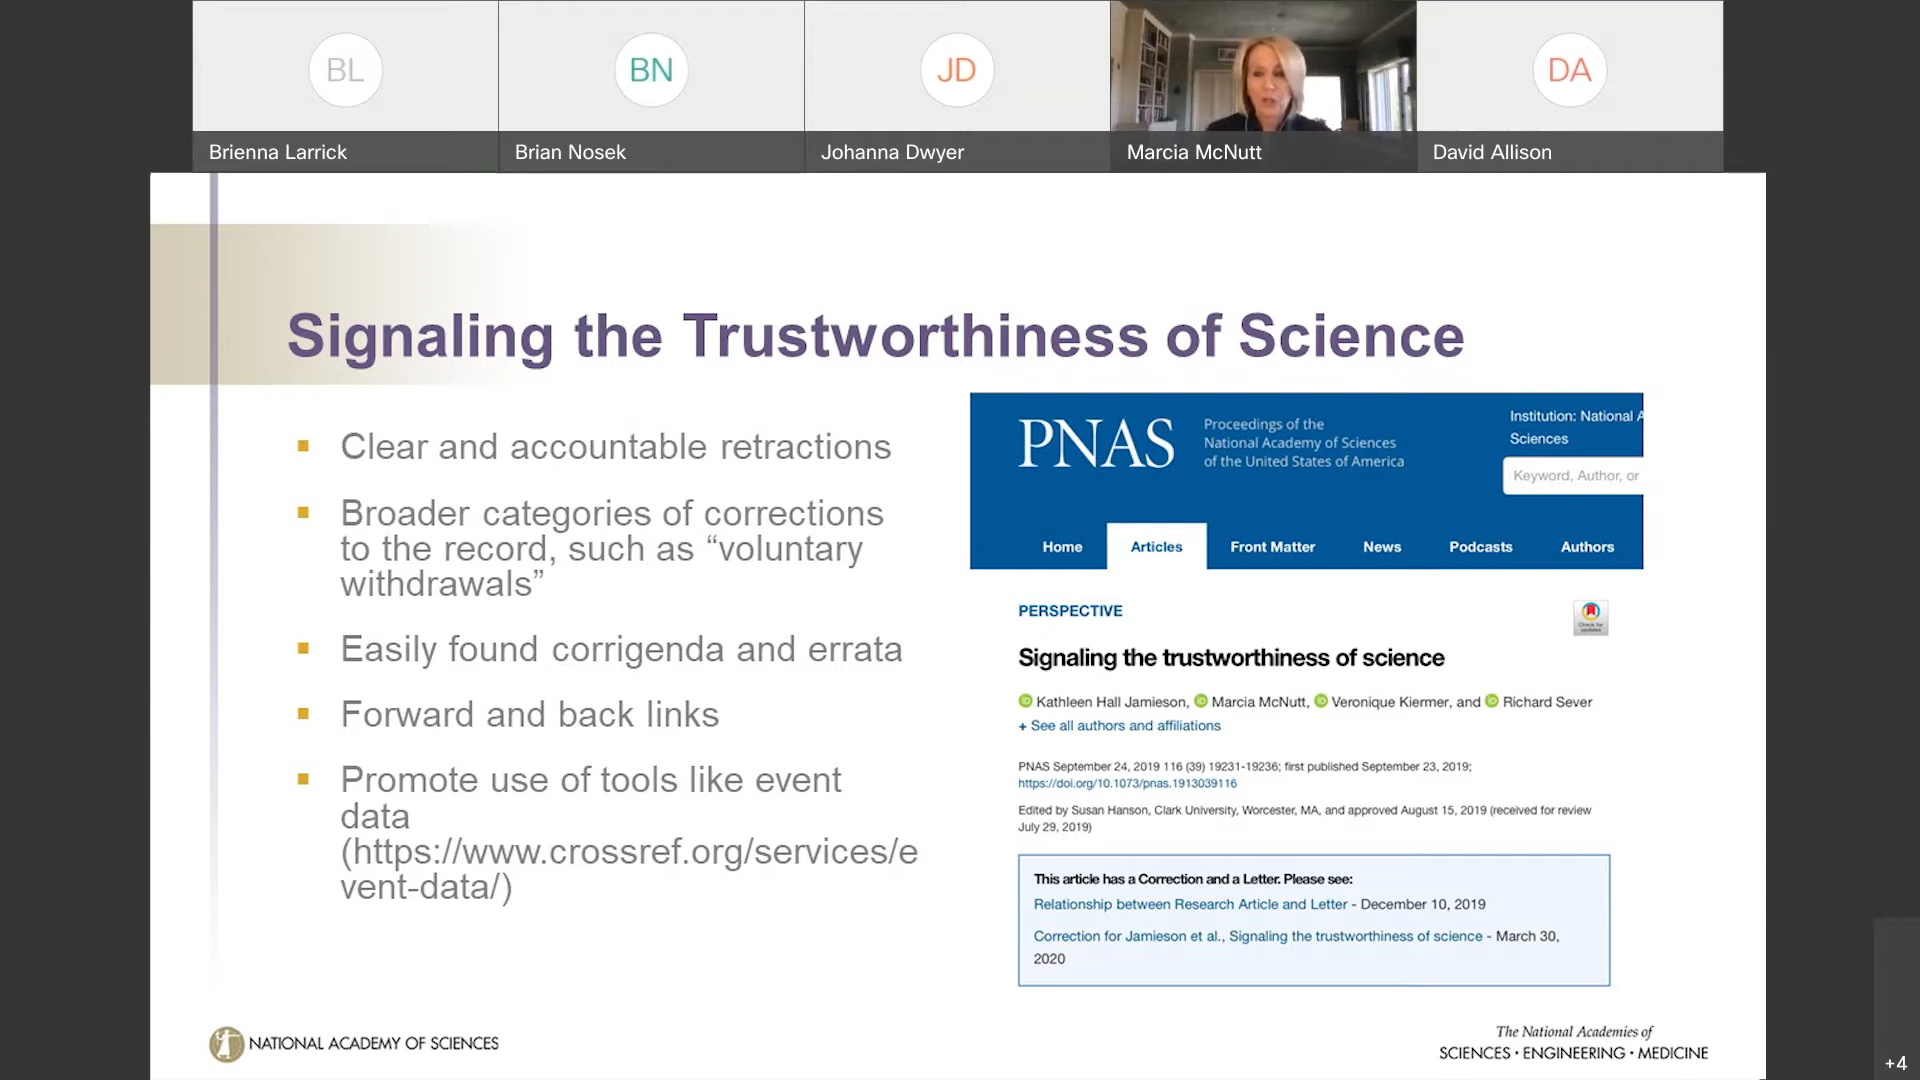 BL
BN
JD
DA
Brienna Larrick
Brian Nosek
Johanna Dwyer
Marcia McNutt
David Allison
Signaling the Trustworthiness of Science
Clear and accountable retractions
Broader categories of corrections
to the record, such as “voluntary
withdrawals”
Easily found corrigenda and errata
Forward and back links
Promote use of tools like event
data
(https://www.crossref.org/services/e
vent-data/)
PNAS
Proceedings of the
National Academy of Sciences
of the United States of America
Institution: National A
Sciences
Keyword, Author, or
Home
Articles
Front Matter
News
Podcasts
Authors
PERSPECTIVE
Check for
updates
Signaling the trustworthiness of science
Kathleen Hall Jamieson, Marcia McNutt, Veronique Kiermer, and Richard Sever
+ See all authors and affiliations
PNAS September 24, 2019 116 (39) 19231-19236; first published September 23, 2019;
https://doi.org/10.1073/pnas.1913039116
Edited by Susan Hanson, Clark University, Worcester, MA, and approved August 15, 2019 (received for review
July 29, 2019)
This article has a Correction and a Letter. Please see:
Relationship between Research Article and Letter - December 10, 2019
Correction for Jamieson et al., Signaling the trustworthiness of science - March 30,
2020
NATIONAL ACADEMY OF SCIENCES
The National Academies of
SCIENCES • ENGINEERING • MEDICINE
+4